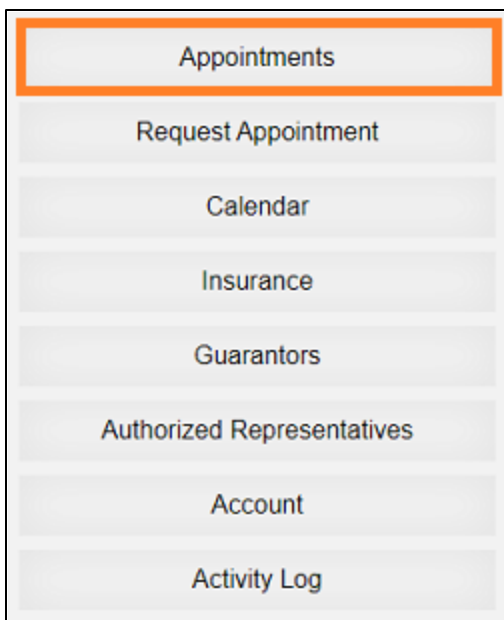 Appointments
Request Appointment
Calendar
Insurance
Guarantors
Authorized Representatives
Account
Activity Log